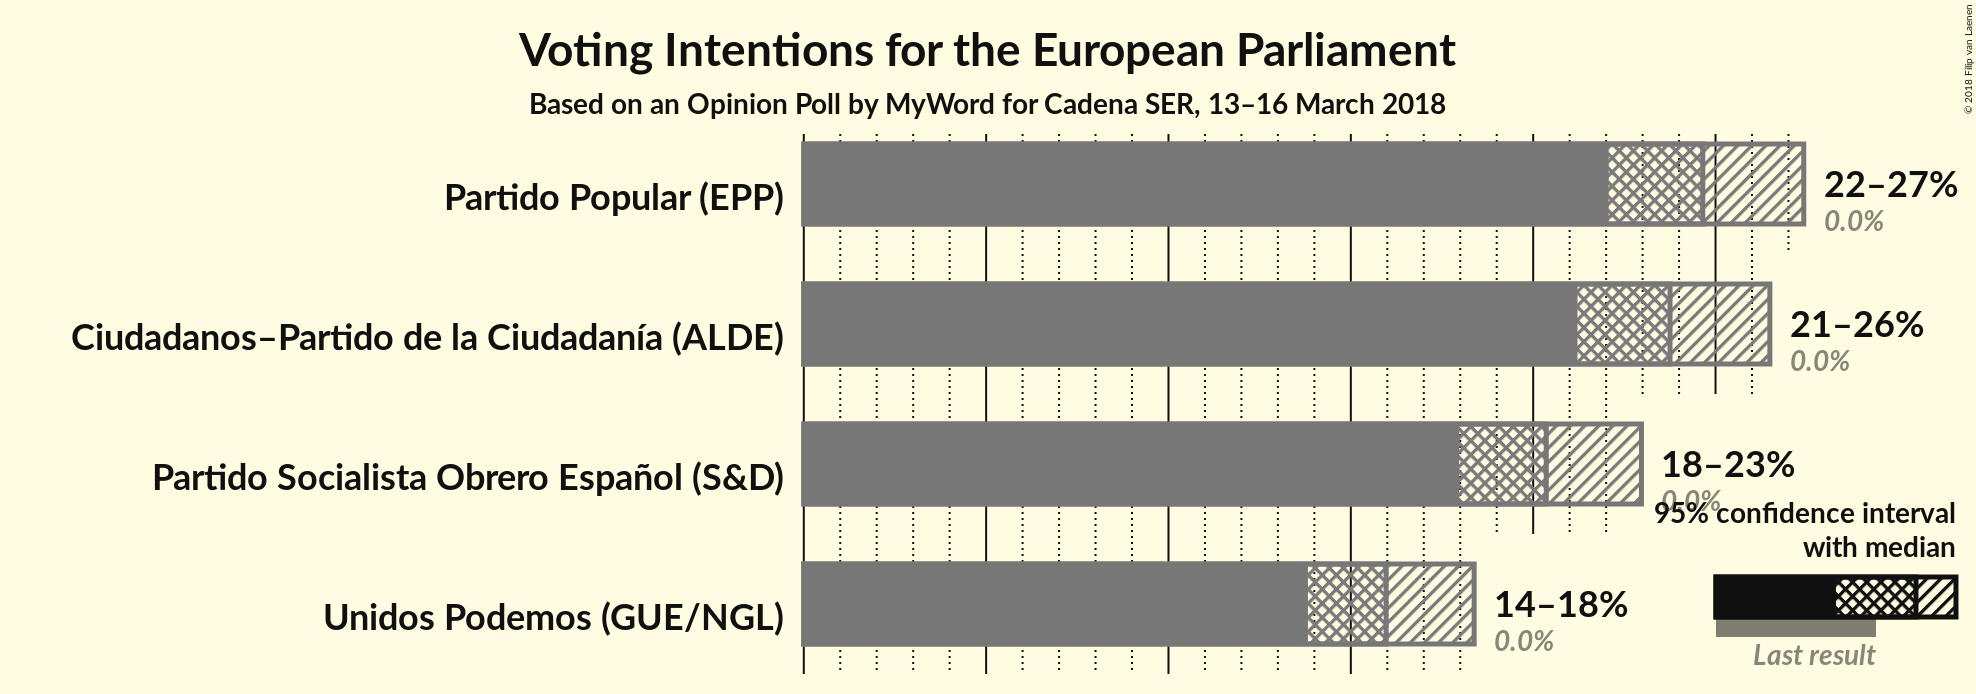 Voting Intentions for the European Parliament
Based on an Opinion Poll by MyWord for Cadena SER, 13–16 March 2018
© 2018 Filip van Laenen
Partido Popular (EPP)
22–27%
0.0%
Ciudadanos–Partido de la Ciudadanía (ALDE)
21–26%
0.0%
Partido Socialista Obrero Español (S&D)
18–23%
0.0%
95% confidence interval
with median
Unidos Podemos (GUE/NGL)
14–18%
0.0%
Last result